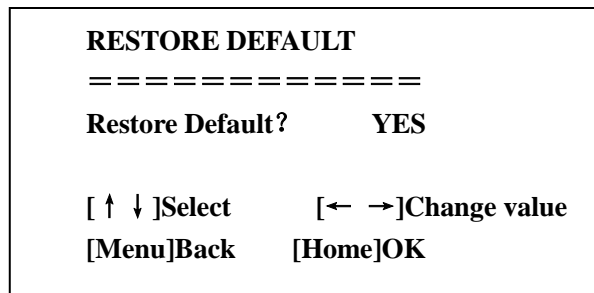 RESTORE DEFAULT
============
Restore Default? YES
[↑ ↓]Select [← →]Change value
[Menu]Back [Home]OK